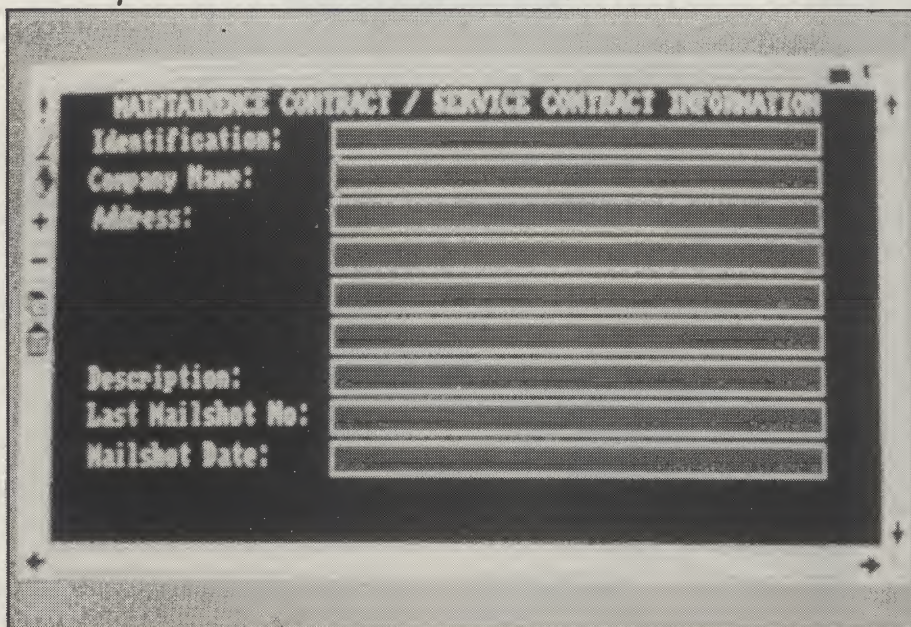 MAINTAINENCE CONTRACT / SERVICE CONTRACT INFORMATION
Identification:
Company Name:
Address:
Description:
Last Mailshot No:
Mailshot Date: